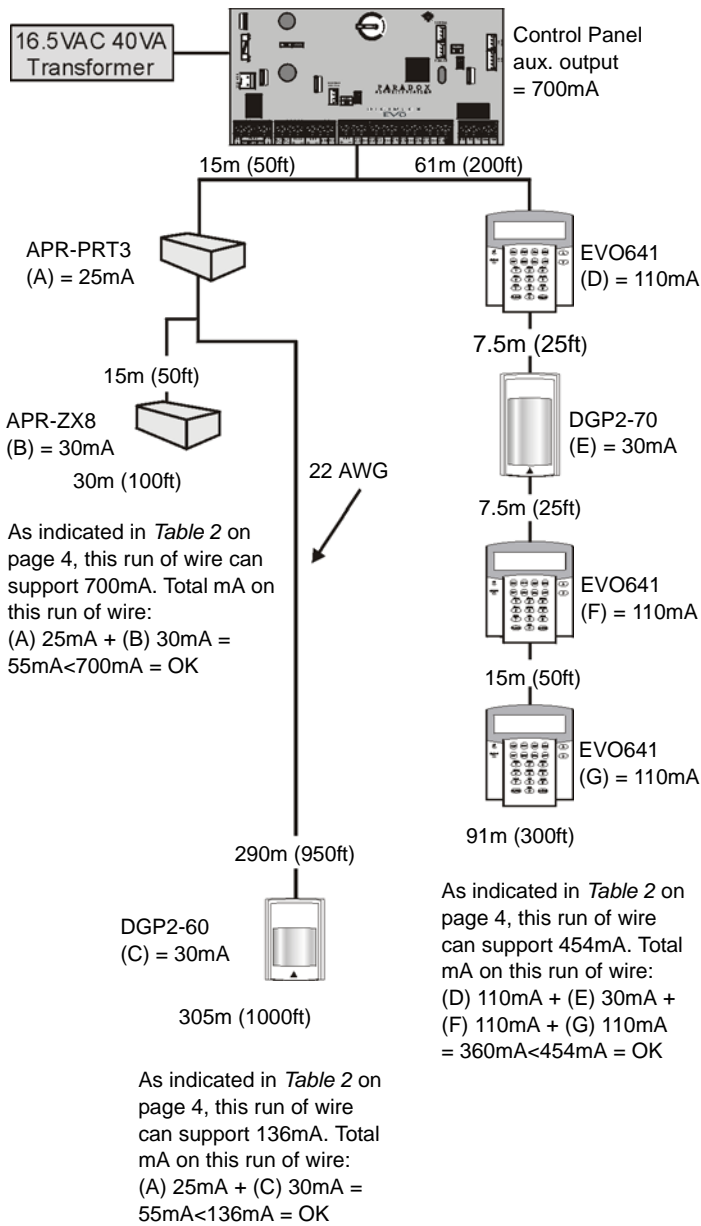 16.5VAC 40VA
Transformer
PARADOX
EVO
Control Panel
aux. output
= 700mA
15m (50ft)
61m (200ft)
APR-PRT3
(A) = 25mA
15m (50ft)
APR-ZX8
(B) = 30mA
30m (100ft)
As indicated in Table 2 on
page 4, this run of wire can
support 700mA. Total mA on
this run of wire:
(A) 25mA + (B) 30mA =
55mA<700mA = OK
22 AWG
290m (950ft)
DGP2-60
(C) = 30mA
305m (1000ft)
As indicated in Table 2 on
page 4, this run of wire
can support 136mA. Total
mA on this run of wire:
(A) 25mA + (C) 30mA =
55mA<136mA = OK
EVO641
(D) = 110mA
7.5m (25ft)
DGP2-70
(E) = 30mA
7.5m (25ft)
EVO641
(F) = 110mA
15m (50ft)
EVO641
(G) = 110mA
91m (300ft)
As indicated in Table 2 on
page 4, this run of wire
can support 454mA. Total
mA on this run of wire:
(D) 110mA + (E) 30mA +
(F) 110mA + (G) 110mA
= 360mA<454mA = OK